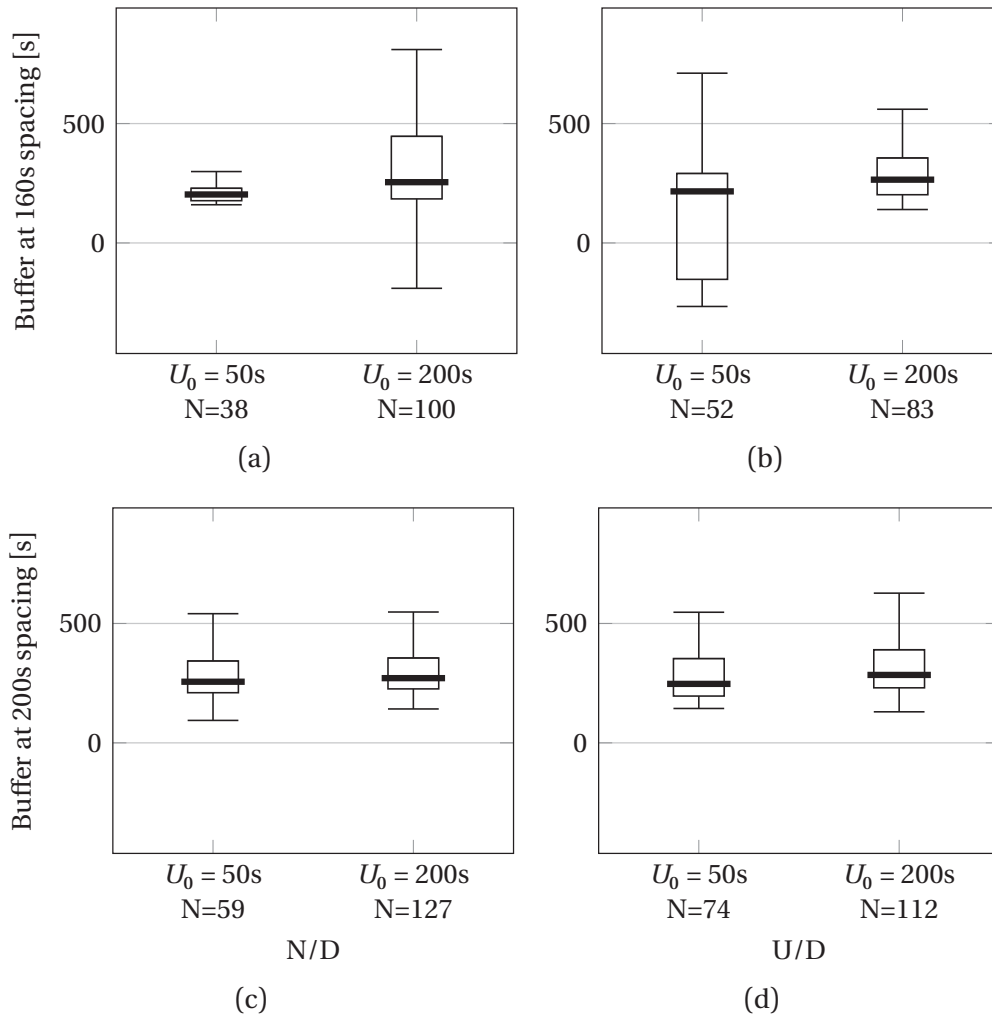 Buffer at 160s spacing [s]
500
0
U₀ = 50s
N=38
U₀ = 200s
N=100
(a)
500
0
U₀ = 50s
N=52
U₀ = 200s
N=83
(b)
Buffer at 200s spacing [s]
500
0
U₀ = 50s
N=59
U₀ = 200s
N=127
N/D
(c)
500
0
U₀ = 50s
N=74
U₀ = 200s
N=112
U/D
(d)